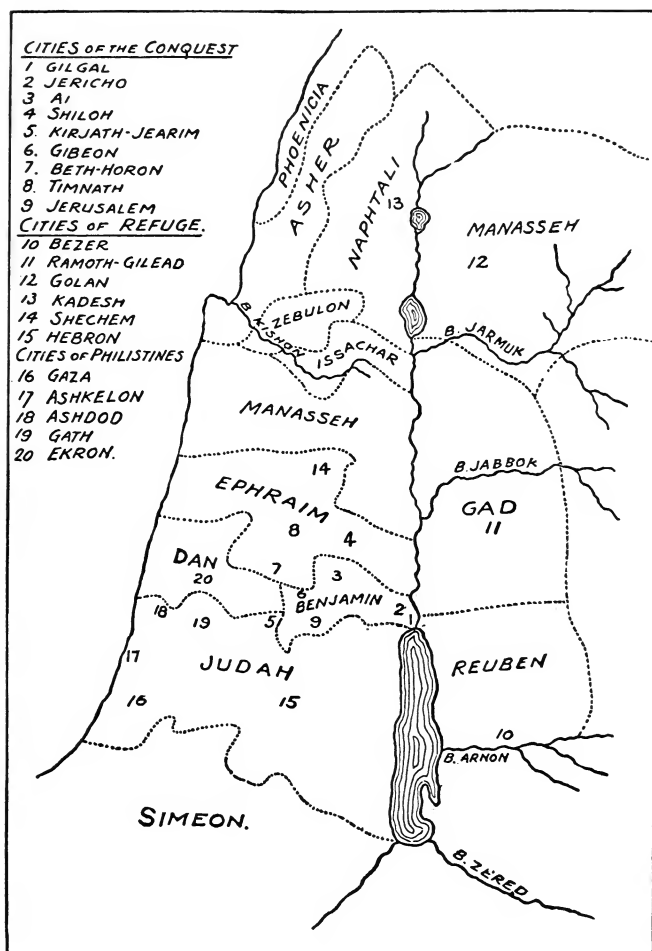 CITIES OF THE CONQUEST
1 GILGAL
2 JERICHO
3 AI
4 SHILOH
5. KIRJATH-JEARIM
6. GIBEON
7. BETH-HORON
8. TIMNATH
9 JERUSALEM
CITIES OF REFUGE.
10 BEZER
11 RAMOTH-GILEAD
12 GOLAN
13 KADESH
14 SHECHEM
15 HEBRON
CITIES OF PHILISTINES
16 GAZA
17 ASHKELON
18 ASHDOD
19 GATH
20 EKRON.
PHOENICIA
ASHER
NAPHTALI
13
MANASSEH
12
ZEBULON
B. KISHON
ISSACHAR
B. JARMUK
MANASSEH
14
EPHRAIM
8
4
7
B. JABBOK
GAD
11
DAN
20
3
6
BENJAMIN
2
1
18
19
5
9
JUDAH
17
16
15
REUBEN
10
B. ARNON
SIMEON.
B. ZERED